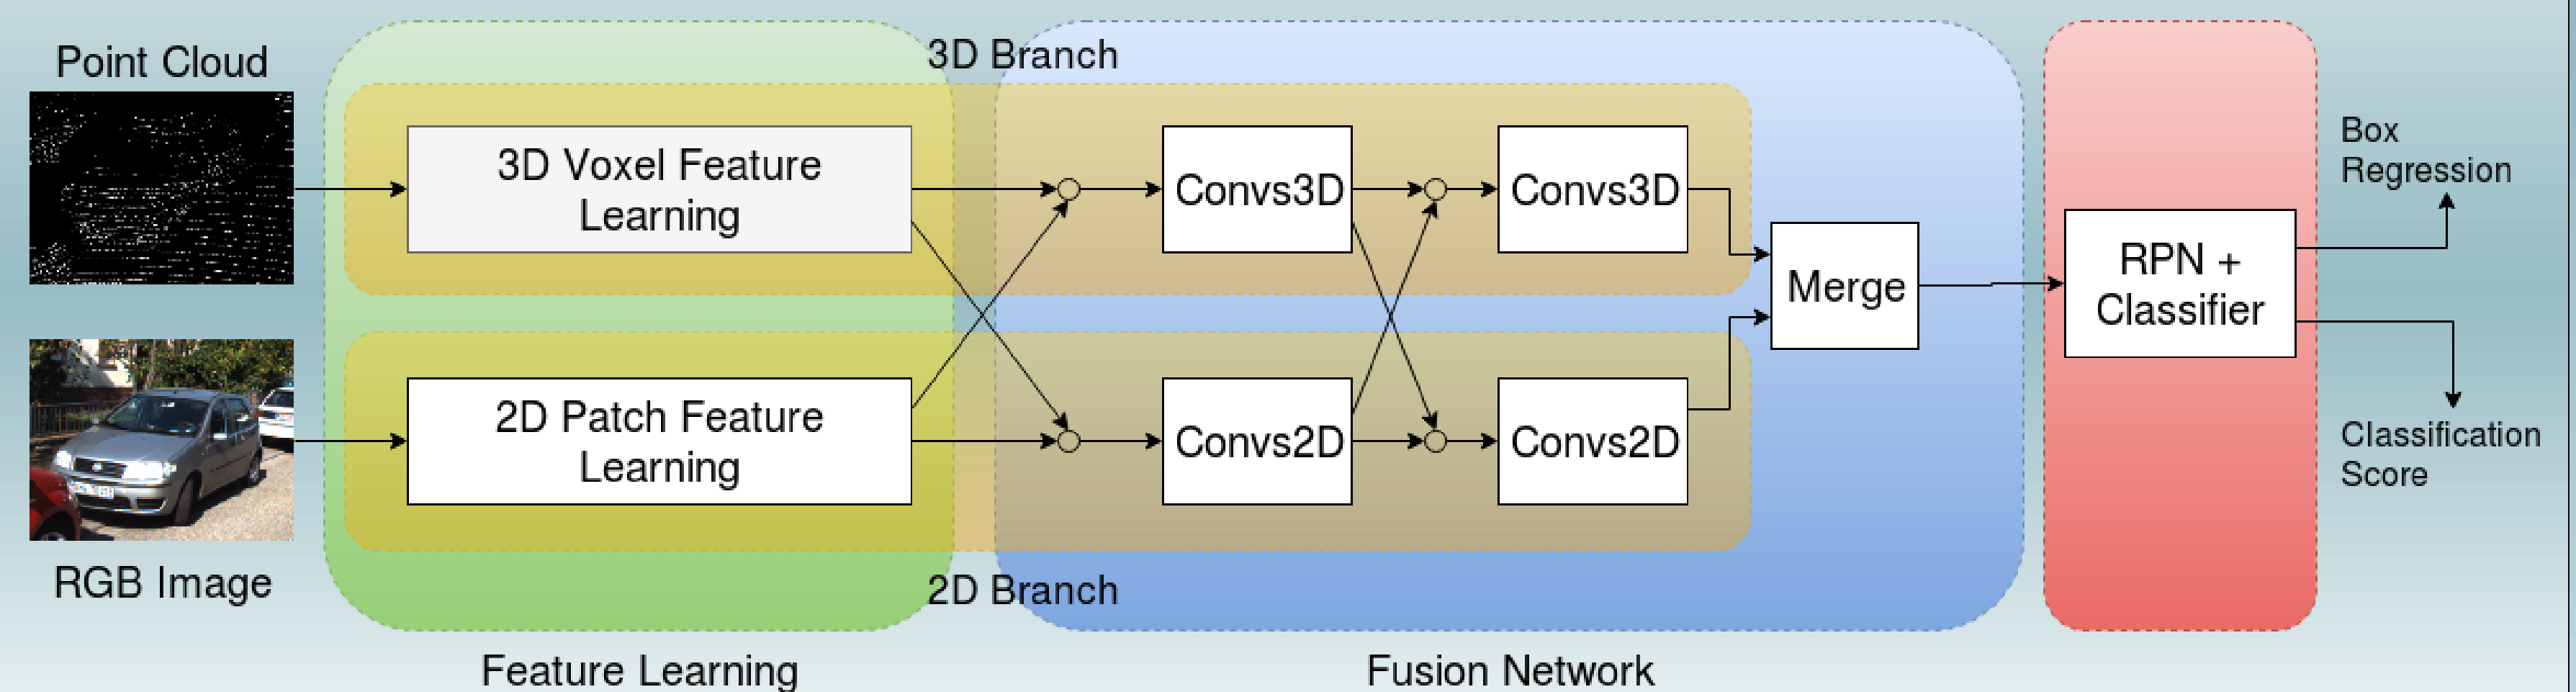 Point Cloud
3D Branch
3D Voxel Feature
Learning
Convs3D
Convs3D
Box
Regression
Merge
RPN +
Classifier
2D Patch Feature
Learning
Convs2D
Convs2D
Classification
Score
RGB Image
2D Branch
Feature Learning
Fusion Network